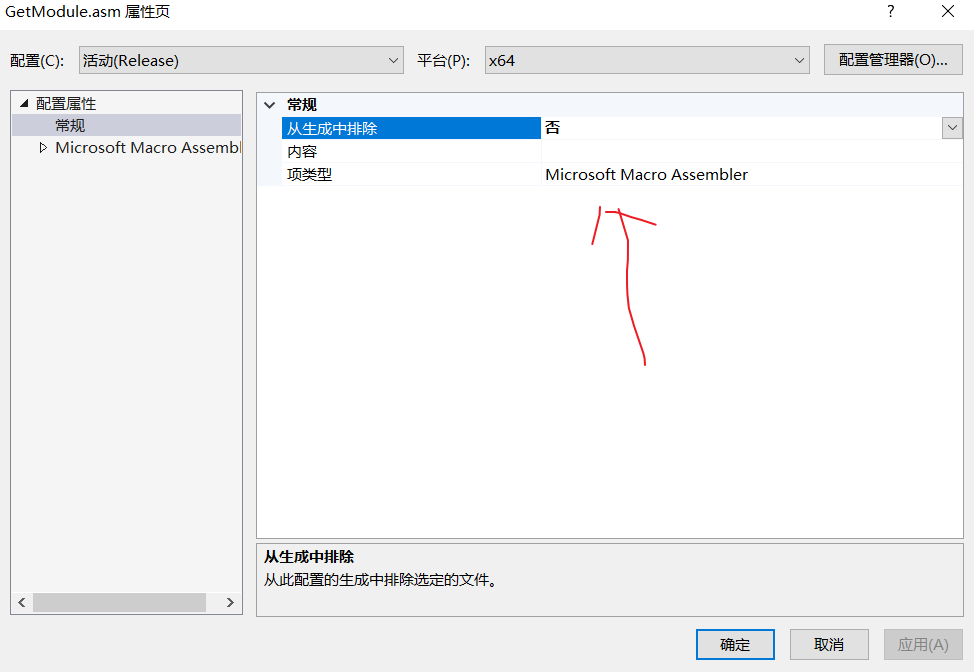 GetModule.asm 属性页
?
配置(C):
活动(Release)
平台(P):
x64
配置管理器(O)...
配置属性
常规
Microsoft Macro Assembl
常规
从生成中排除
否
内容
项类型
Microsoft Macro Assembler
从生成中排除
从此配置的生成中排除选定的文件。
确定
取消
应用(A)